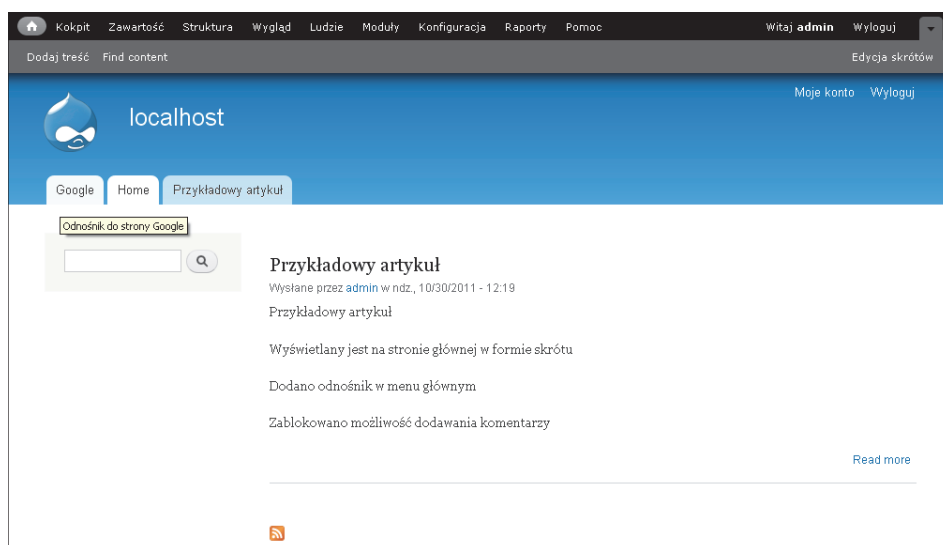 Kokpit Zawartość Struktura Wygląd Ludzie Moduły Konfiguracja Raporty Pomoc Witaj admin Wyloguj
Dodaj treść Find content Edycja skrótów
Moje konto Wyloguj
localhost
Google Home Przykładowy artykuł
Odnośnik do strony Google
Przykładowy artykuł
Wysłane przez admin w ndz., 10/30/2011 - 12:19
Przykładowy artykuł
Wyświetlany jest na stronie głównej w formie skrótu
Dodano odnośnik w menu głównym
Zablokowano możliwość dodawania komentarzy
Read more